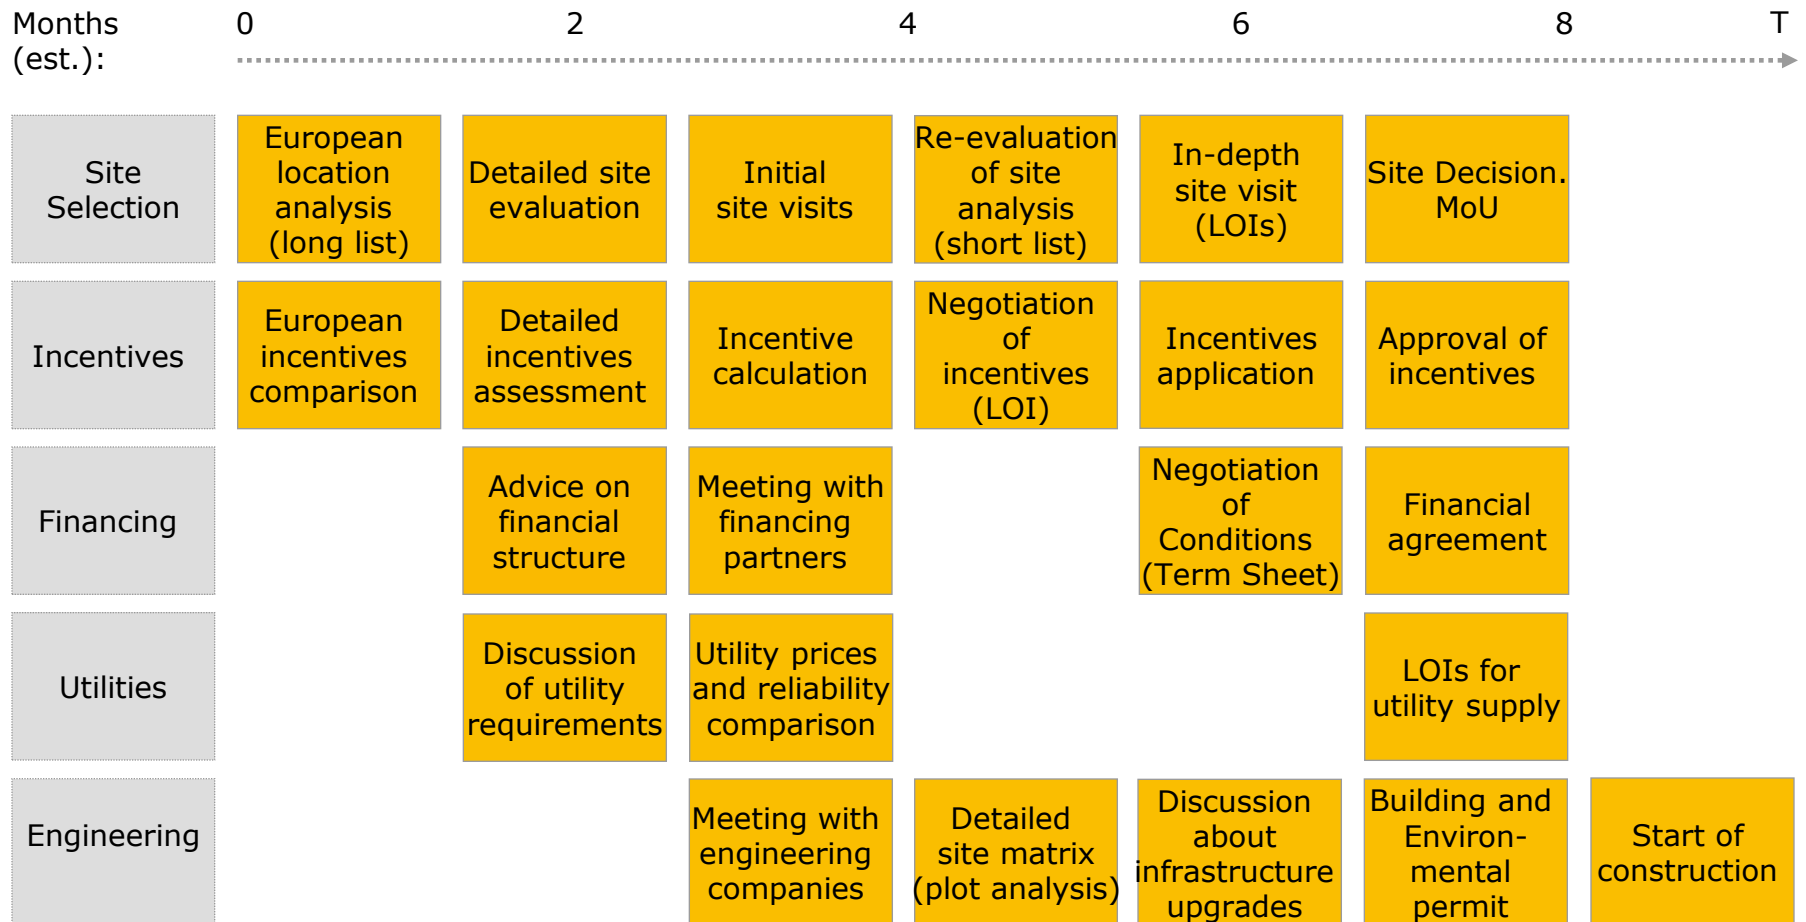 Months
(est.):
0 2 4 6 8 T
Site
Selection
European
location
analysis
(long list)
Detailed site
evaluation
Initial
site visits
Re-evaluation
of site
analysis
(short list)
In-depth
site visit
(LOIs)
Site Decision.
MoU
Incentives
European
incentives
comparison
Detailed
incentives
assessment
Incentive
calculation
Negotiation
of
incentives
(LOI)
Incentives
application
Approval of
incentives
Financing
Advice on
financial
structure
Meeting with
financing
partners
Negotiation
of
Conditions
(Term Sheet)
Financial
agreement
Utilities
Discussion
of utility
requirements
Utility prices
and reliability
comparison
LOIs for
utility supply
Engineering
Meeting with
engineering
companies
Detailed
site matrix
(plot analysis)
Discussion
about
infrastructure
upgrades
Building and
Environ-
mental
permit
Start of
construction